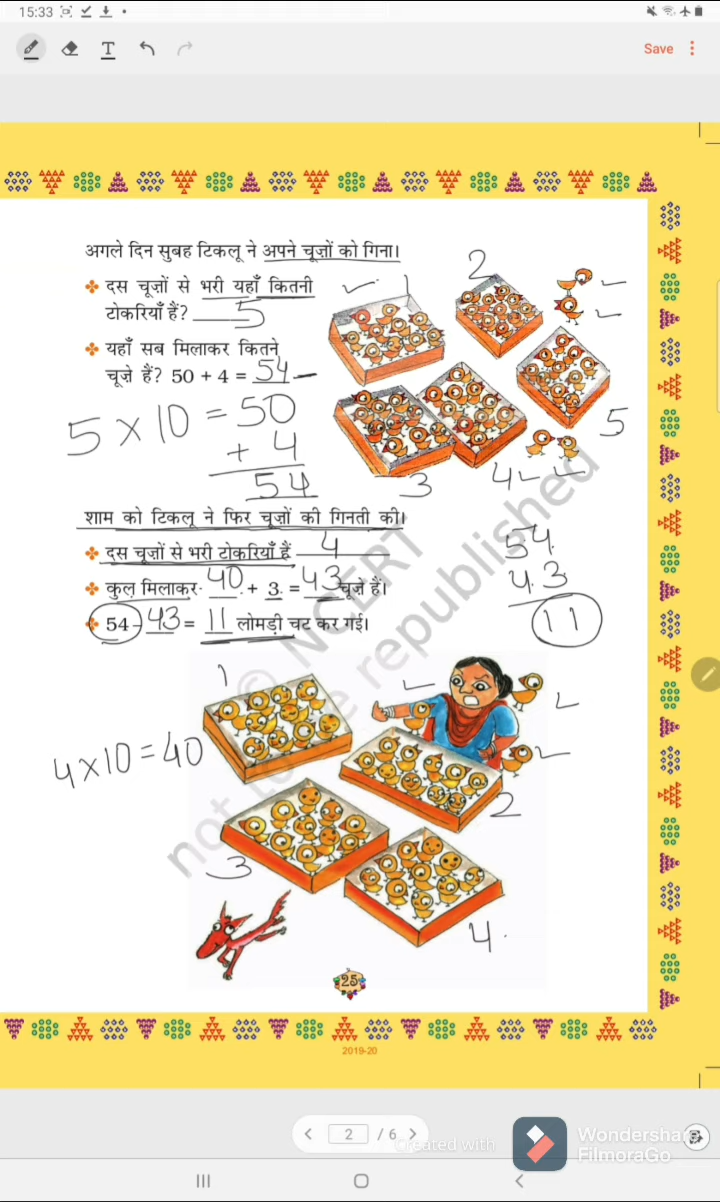 15:33
T
Save
अगले दिन सुबह टिकलू ने अपने चूज़ों को गिना।
दस चूज़ों से भरी यहाँ कितनी
टोकरियाँ हैं? 5
यहाँ सब मिलाकर कितने
चूज़े हैं? 50 + 4 = 54
5 × 10 = 50
+ 4
54
1
2
5
3
4
शाम को टिकलू ने फिर चूज़ों की गिनती की।
दस चूज़ों से भरी टोकरियाँ हैं 4
कुल मिलाकर 40 + 3 = 43 चूज़े हैं।
54 - 43 = 11 लोमड़ी चट कर गई।
54
43
11
© NCERT
not to be republished
1
4×10=40
2
3
4
25
2019-20
2 / 6
Created with
Wondersha
FilmoraGo